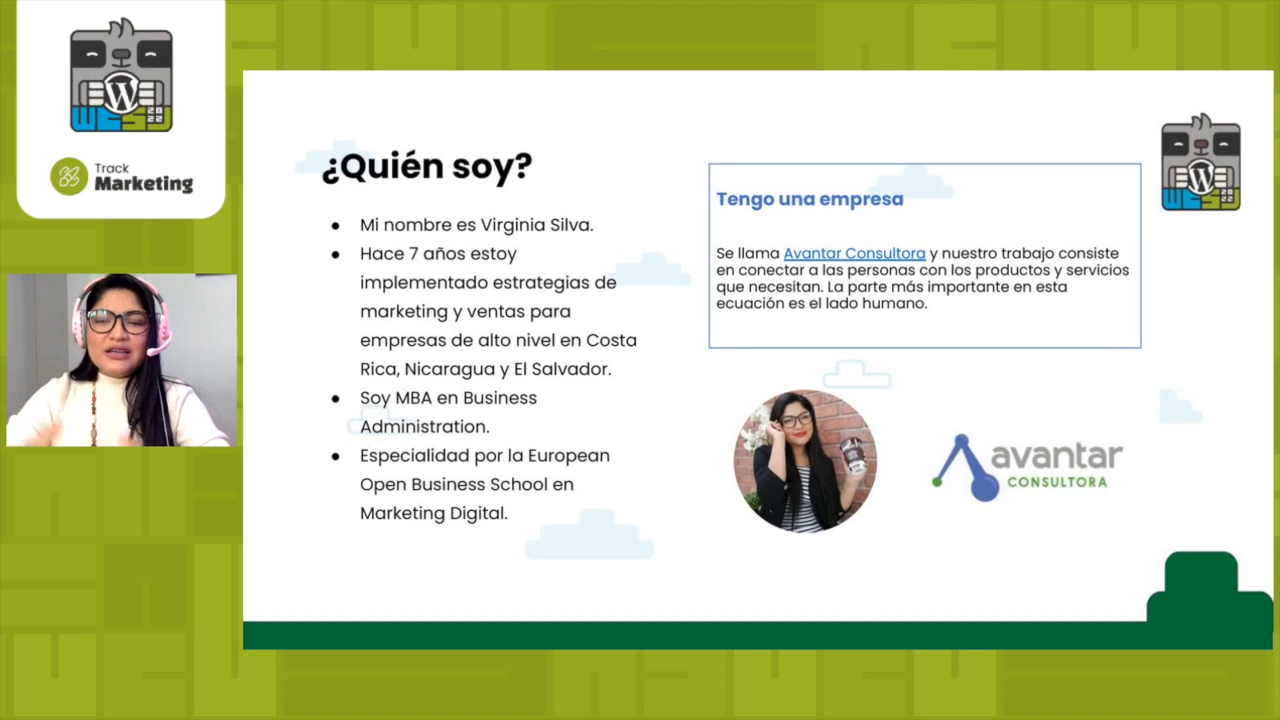 WESD
2022
Track
Marketing
¿Quién soy?
● Mi nombre es Virginia Silva.
● Hace 7 años estoy
implementado estrategias de
marketing y ventas para
empresas de alto nivel en Costa
Rica, Nicaragua y El Salvador.
● Soy MBA en Business
Administration.
● Especialidad por la European
Open Business School en
Marketing Digital.
Tengo una empresa
Se llama Avantar Consultora y nuestro trabajo consiste
en conectar a las personas con los productos y servicios
que necesitan. La parte más importante en esta
ecuación es el lado humano.
avantar
CONSULTORA